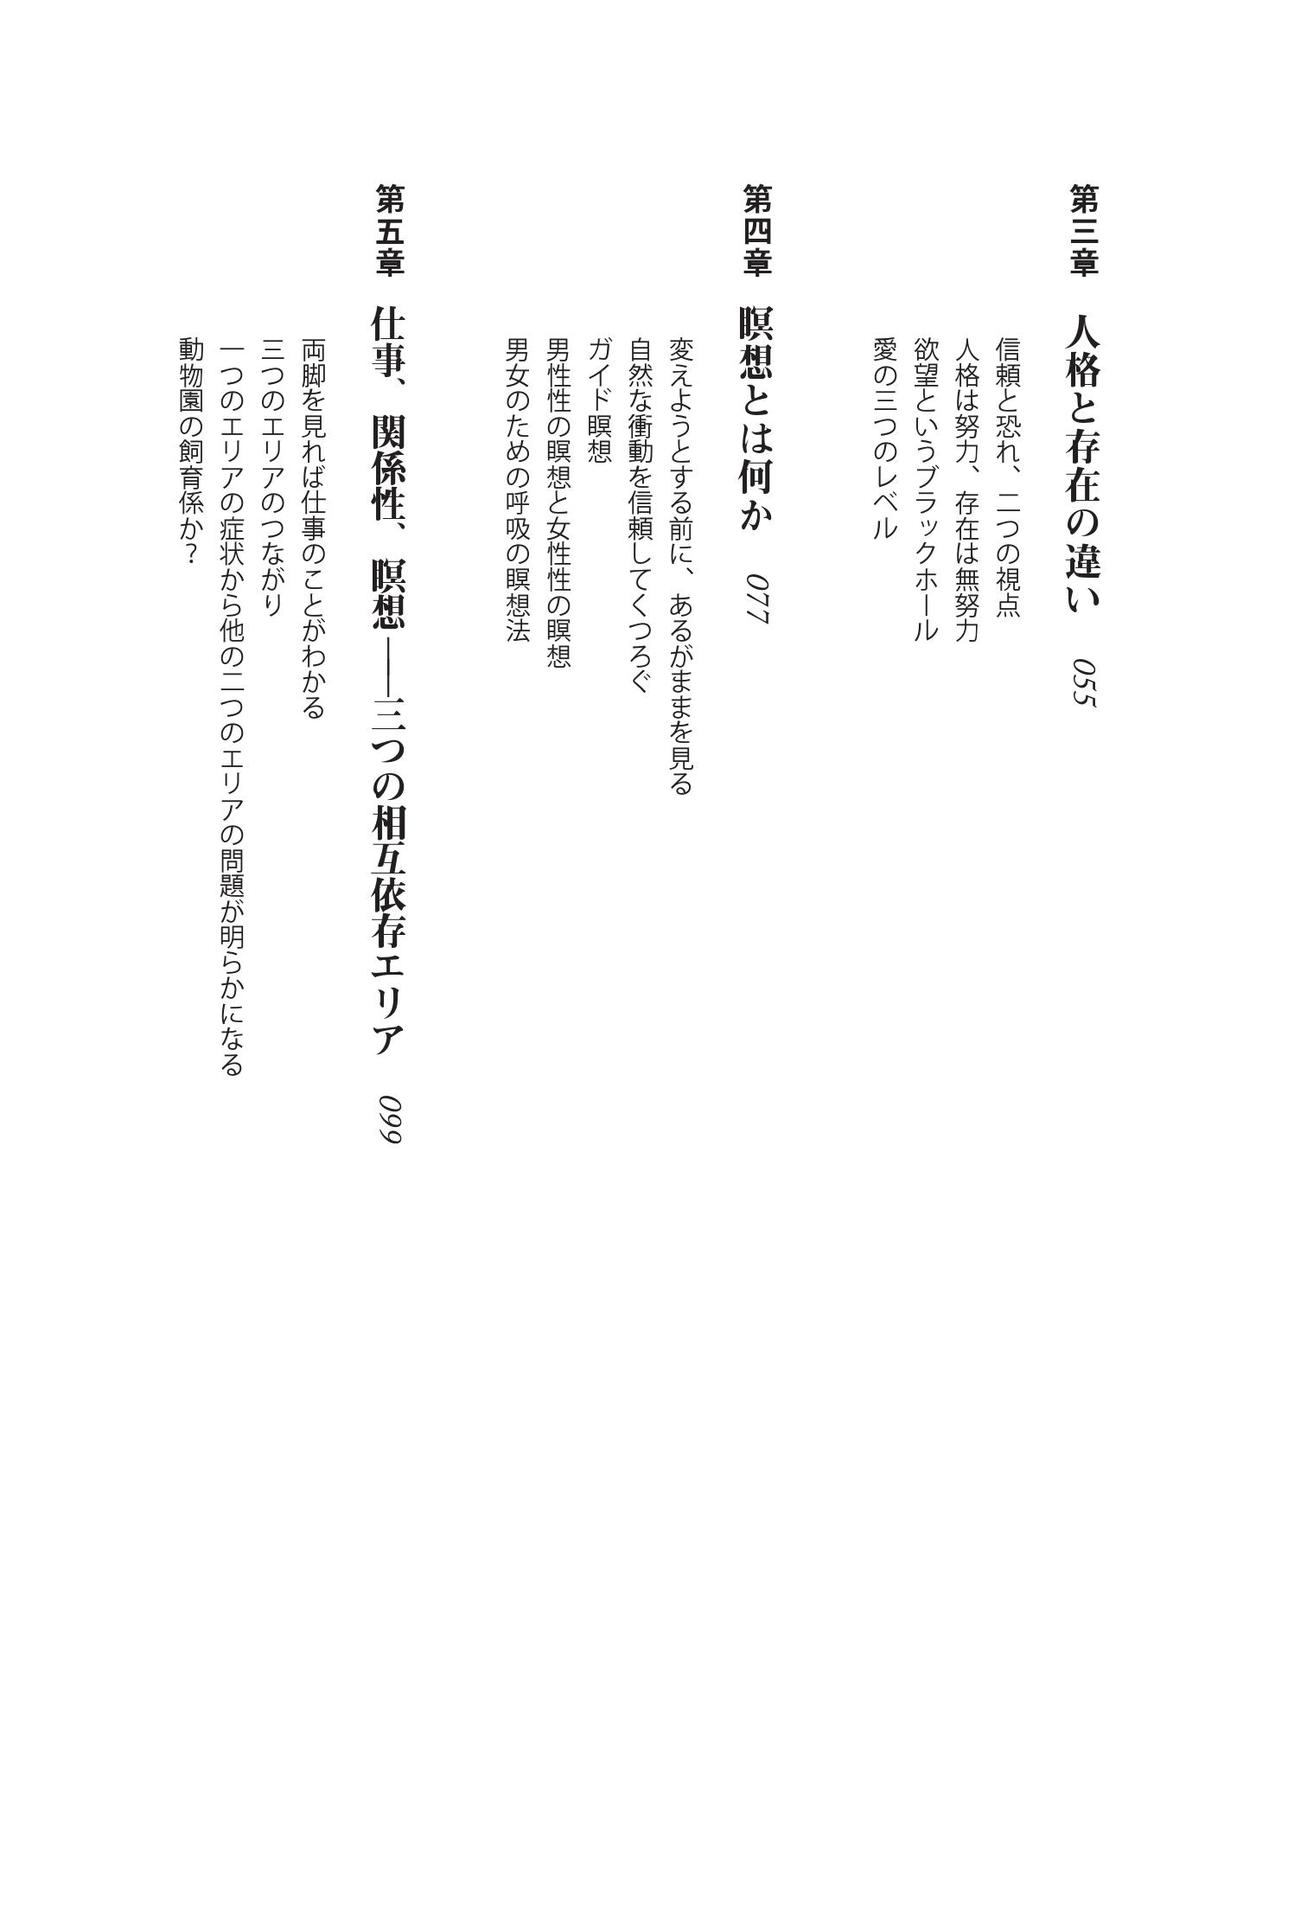 第三章　人格と存在の違い　055
信頼と恐れ、二つの視点
人格は努力、存在は無努力
欲望というブラックホール
愛の三つのレベル
第四章　瞑想とは何か　077
変えようとする前に、あるがままを見る
自然な衝動を信頼してくつろぐ
ガイド瞑想
男性性の瞑想と女性性の瞑想
男女のための呼吸の瞑想法
第五章　仕事、関係性、瞑想――三つの相互依存エリア　099
両脚を見れば仕事のことがわかる
三つのエリアのつながり
一つのエリアの症状から他の二つのエリアの問題が明らかになる
動物園の飼育係か？